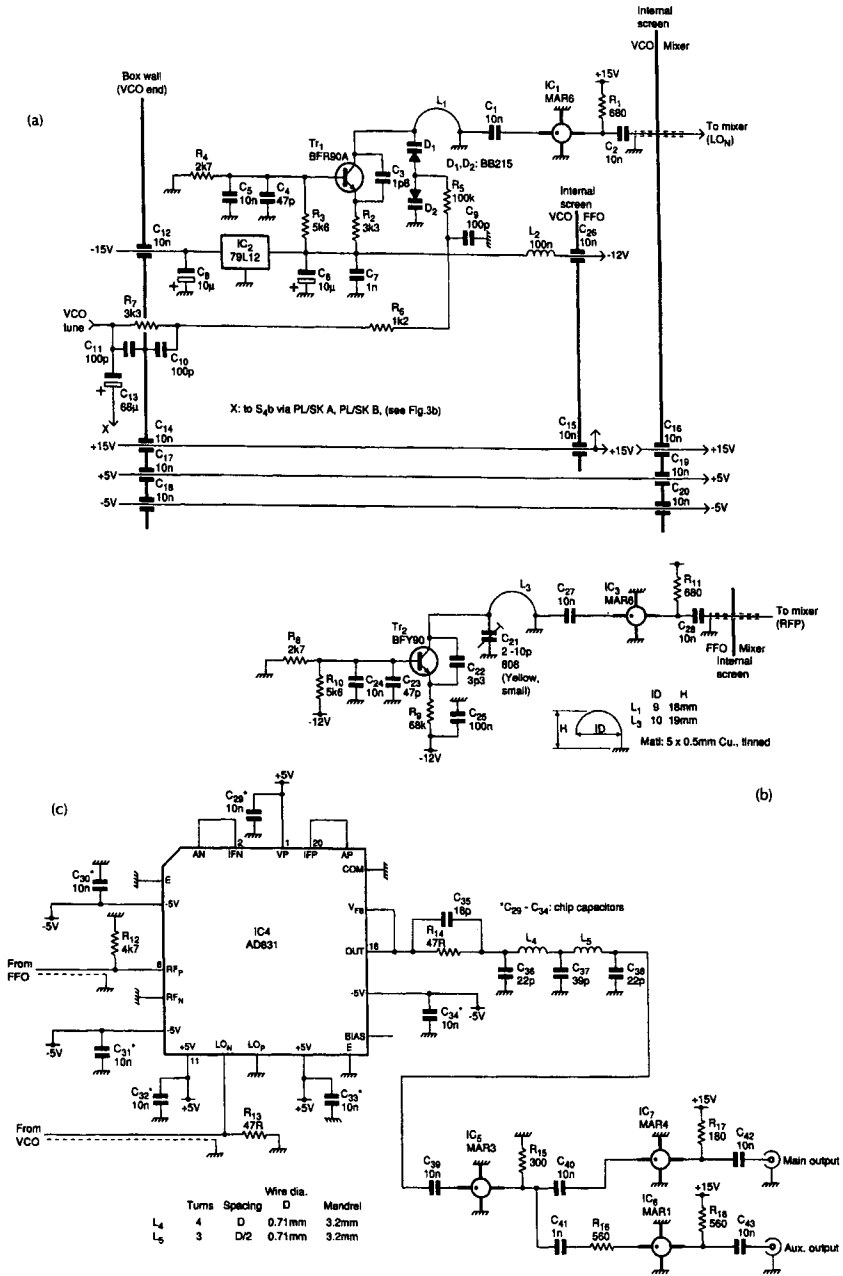 Internal
screen
VCO Mixer
Box wall
(VCO end)
(a)
L1
C1
10n
IC1
MAR6
+15V
R1
680
C2
10n
To mixer
(LON)
Tr1
BFR90A
D1
D1,D2: BB215
R4
2k7
C5
10n
C4
47p
C3
1p8
R5
100k
D2
R3
5k6
R2
3k3
C9
100p
Internal
screen
VCO FFO
C12
10n
-15V
IC2
79L12
L2
100n
C26
10n
-12V
+
C8
10µ
+
C6
10µ
C7
1n
R7
3k3
VCO
tune
R6
1k2
C11
100p
C10
100p
+
C13
68µ
X
X: to S4b via PL/SK A, PL/SK B, (see Fig.3b)
C14
10n
+15V
C15
10n
+15V
C16
10n
+15V
C17
10n
+5V
C19
10n
+5V
C18
10n
-5V
C20
10n
-5V
L3
C27
10n
IC3
MAR6
R11
680
C28
10n
To mixer
(RFP)
FFO Mixer
Internal
screen
Tr2
BFY90
R8
2k7
C21
2 -10p
808
(Yellow,
small)
C22
3p3
R10
5k6
C24
10n
C23
47p
-12V
R9
68k
C25
100n
-12V
H
ID
ID H
L1 9 18mm
L3 10 19mm
Matl: 5 x 0.5mm Cu., tinned
(b)
(c)
C29*
10n
+5V
AN
IFN
2
VP
1
IFP
20
AP
COM
C30*
10n
E
-5V
-5V
IC4
AD831
VFB
C35
18p
*C29 - C34: chip capacitors
R14
47R
L4
L5
OUT
16
R12
4k7
From
FFO
6
RFP
C36
22p
C37
39p
C38
22p
RFN
-5V
C34*
10n
-5V
-5V
-5V
C31*
10n
BIAS
+5V
11
LON
LOP
+5V
E
C32*
10n
+5V
+5V
C33*
10n
From
VCO
R13
47R
C39
10n
IC5
MAR3
R15
300
C40
10n
IC7
MAR4
+15V
R17
180
C42
10n
Main output
C41
1n
R16
560
IC6
MAR1
+15V
R18
560
C43
10n
Aux. output
Turns Spacing Wire dia. D Mandrel
L4 4 D 0.71mm 3.2mm
L5 3 D/2 0.71mm 3.2mm